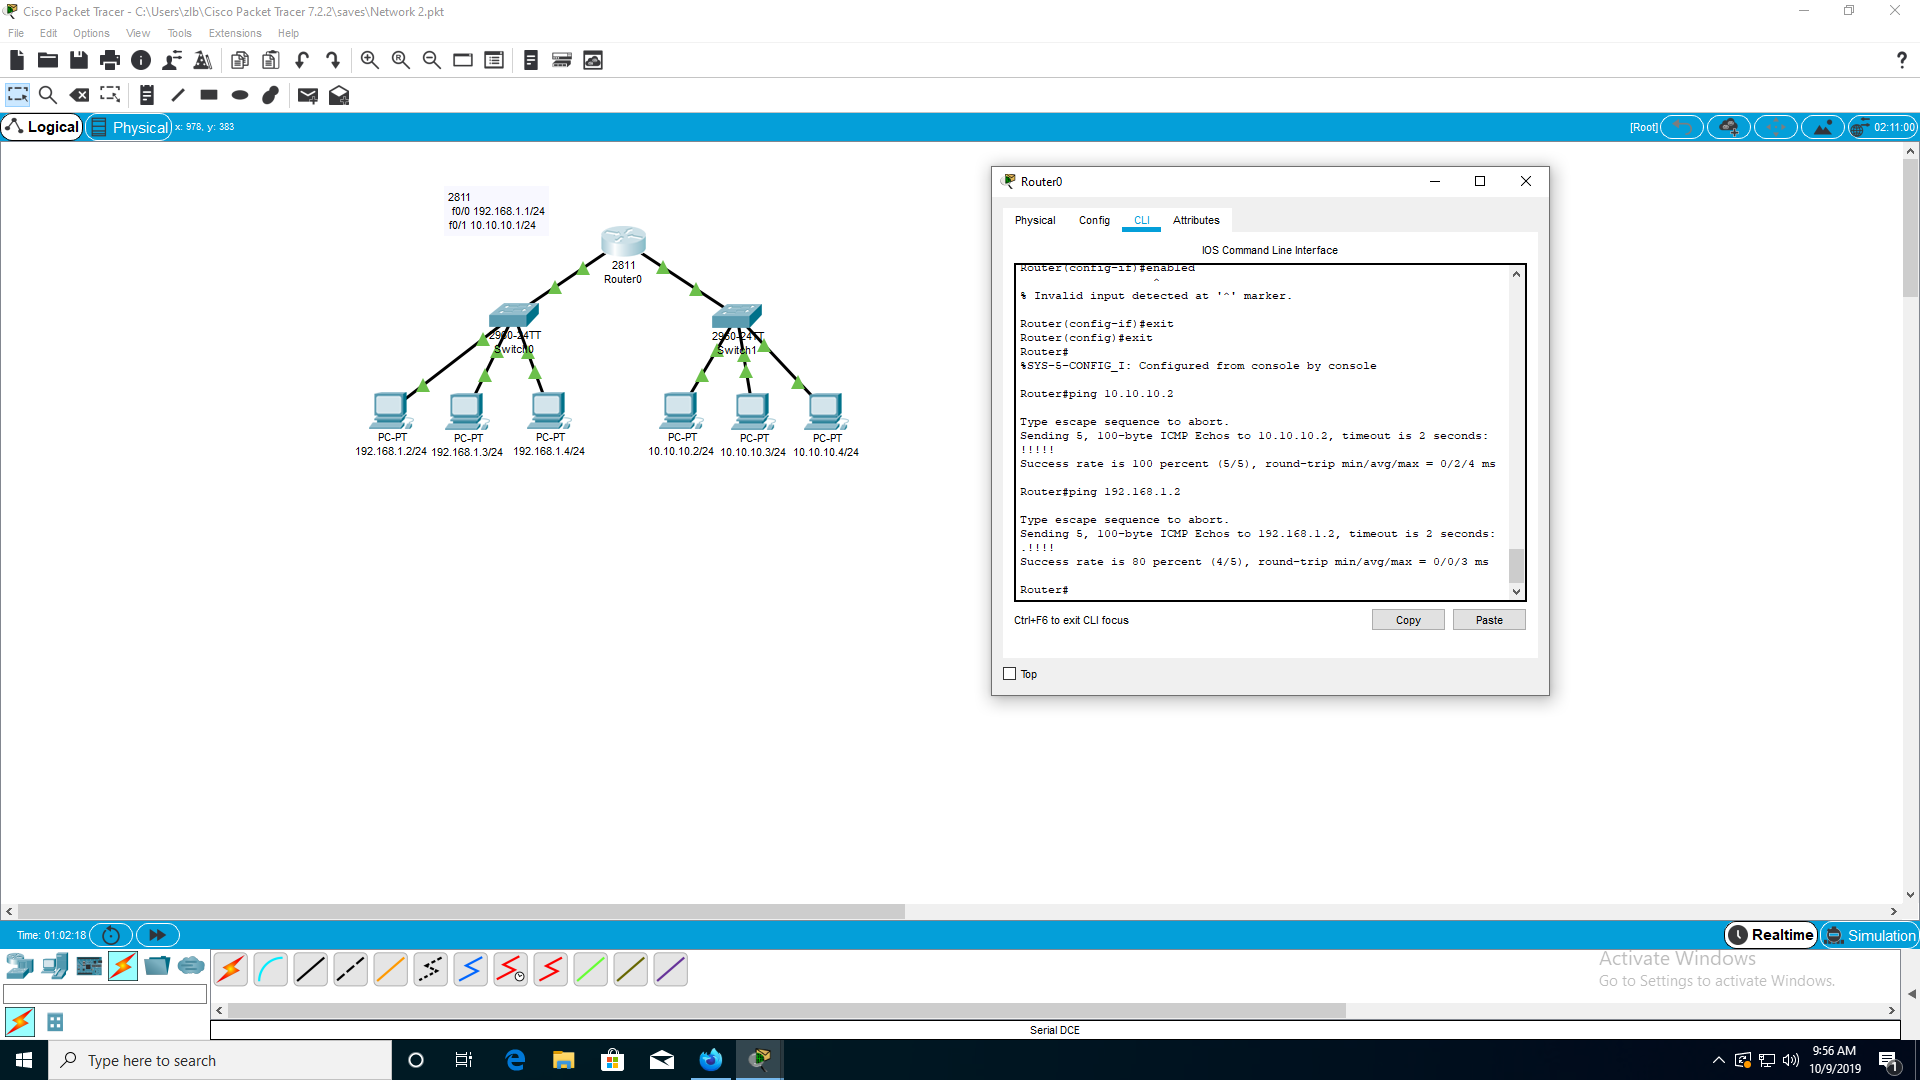 Cisco Packet Tracer - C:\Users\zlb\Cisco Packet Tracer 7.2.2\saves\Network 2.pkt
File Edit Options View Tools Extensions Help
?
Logical Physical x: 978, y: 383 [Root] 02:11:00
2811
f0/0 192.168.1.1/24
f0/1 10.10.10.1/24
2811
Router0
2960-24TT
Switch0
2960-24TT
Switch1
PC-PT
192.168.1.2/24
PC-PT
192.168.1.3/24
PC-PT
192.168.1.4/24
PC-PT
10.10.10.2/24
PC-PT
10.10.10.3/24
PC-PT
10.10.10.4/24
Router0
Physical Config CLI Attributes
IOS Command Line Interface
Router(config-if)#enabled
^
% Invalid input detected at '^' marker.
Router(config-if)#exit
Router(config)#exit
Router#
%SYS-5-CONFIG_I: Configured from console by console
Router#ping 10.10.10.2
Type escape sequence to abort.
Sending 5, 100-byte ICMP Echos to 10.10.10.2, timeout is 2 seconds:
!!!!!
Success rate is 100 percent (5/5), round-trip min/avg/max = 0/2/4 ms
Router#ping 192.168.1.2
Type escape sequence to abort.
Sending 5, 100-byte ICMP Echos to 192.168.1.2, timeout is 2 seconds:
.!!!!
Success rate is 80 percent (4/5), round-trip min/avg/max = 0/0/3 ms
Router#
Ctrl+F6 to exit CLI focus
Copy Paste
Top
Time: 01:02:18
Realtime Simulation
Activate Windows
Go to Settings to activate Windows.
Serial DCE
Type here to search
9:56 AM
10/9/2019
1